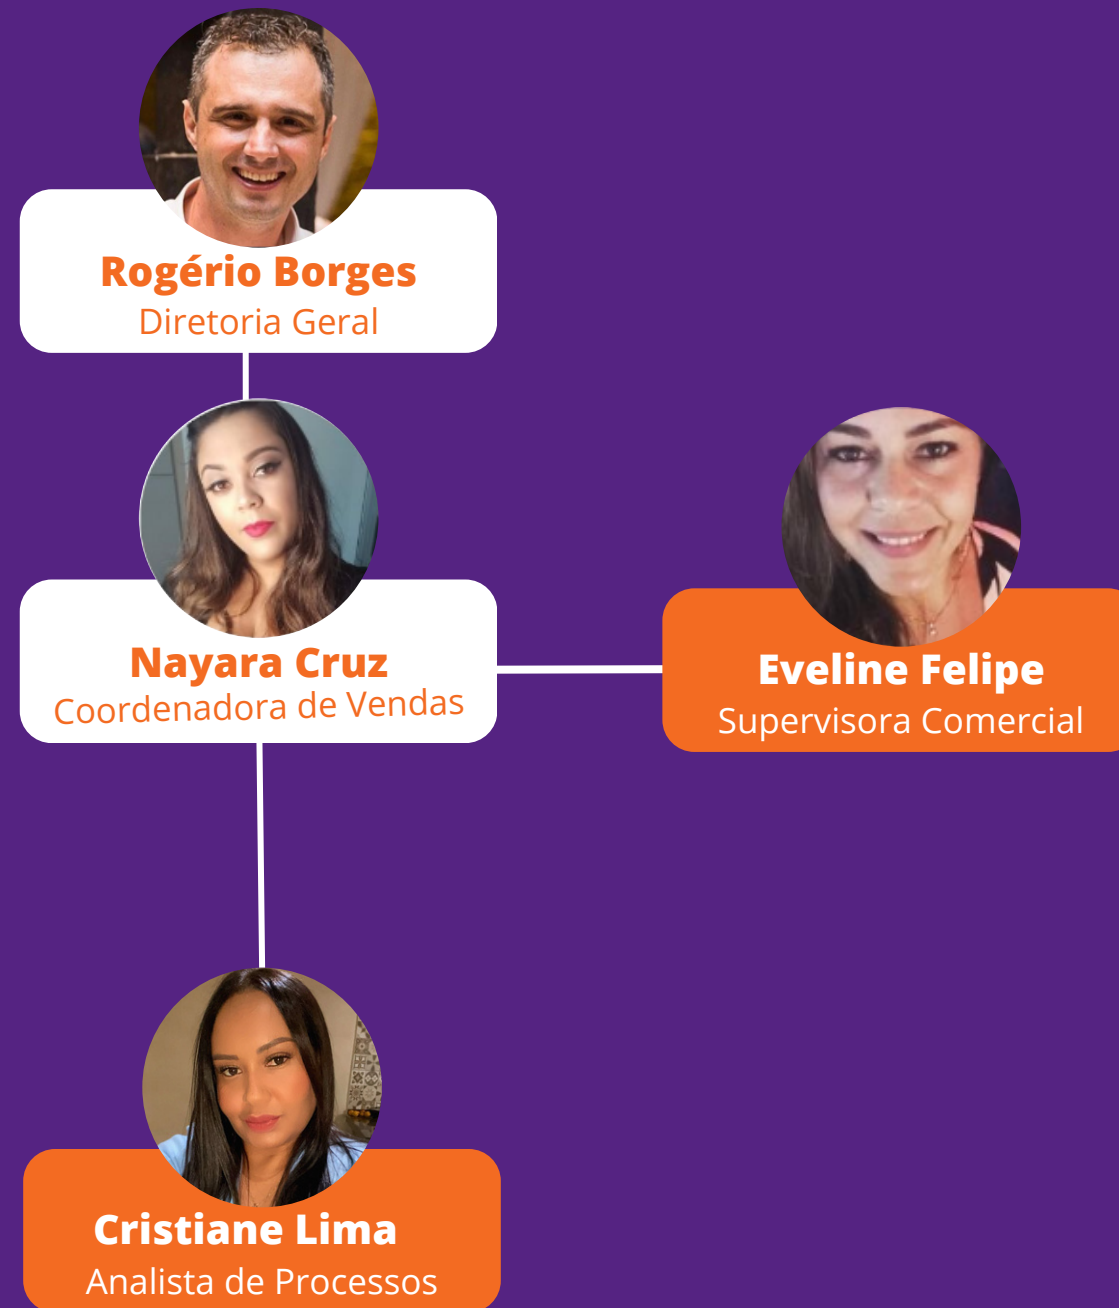 Rogério Borges
Diretoria Geral
Nayara Cruz
Coordenadora de Vendas
Eveline Felipe
Supervisora Comercial
Cristiane Lima
Analista de Processos